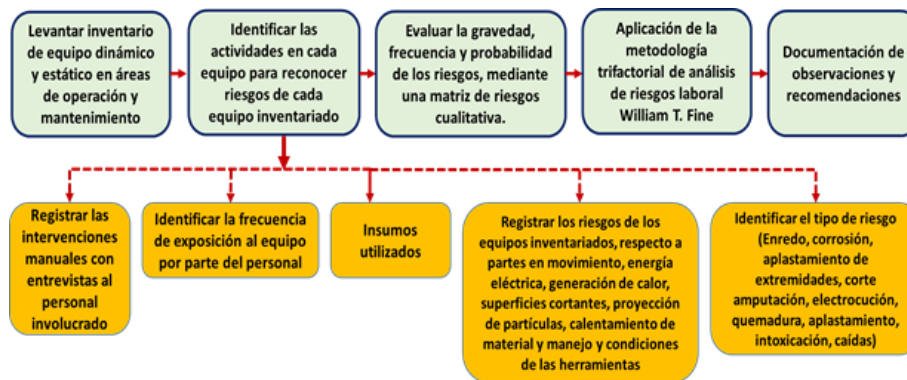 Levantar inventario
de equipo dinámico
y estático en áreas
de operación y
mantenimiento
Identificar las
actividades en cada
equipo para reconocer
riesgos de cada
equipo inventariado
Evaluar la gravedad,
frecuencia y probabilidad
de los riesgos, mediante
una matriz de riesgos
cualitativa.
Aplicación de la
metodología
trifactorial de análisis
de riesgos laboral
William T. Fine
Documentación de
observaciones y
recomendaciones
Registrar las
intervenciones
manuales con
entrevistas al
personal
involucrado
Identificar la frecuencia
de exposición al equipo
por parte del personal
Insumos
utilizados
Registrar los riesgos de los
equipos inventariados, respecto a
partes en movimiento, energía
eléctrica, generación de calor,
superficies cortantes, proyección
de partículas, calentamiento de
material y manejo y condiciones
de las herramientas
Identificar el tipo de riesgo
(Enredo, corrosión,
aplastamiento de
extremidades, corte
amputación, electrocución,
quemadura, aplastamiento,
intoxicación, caídas)